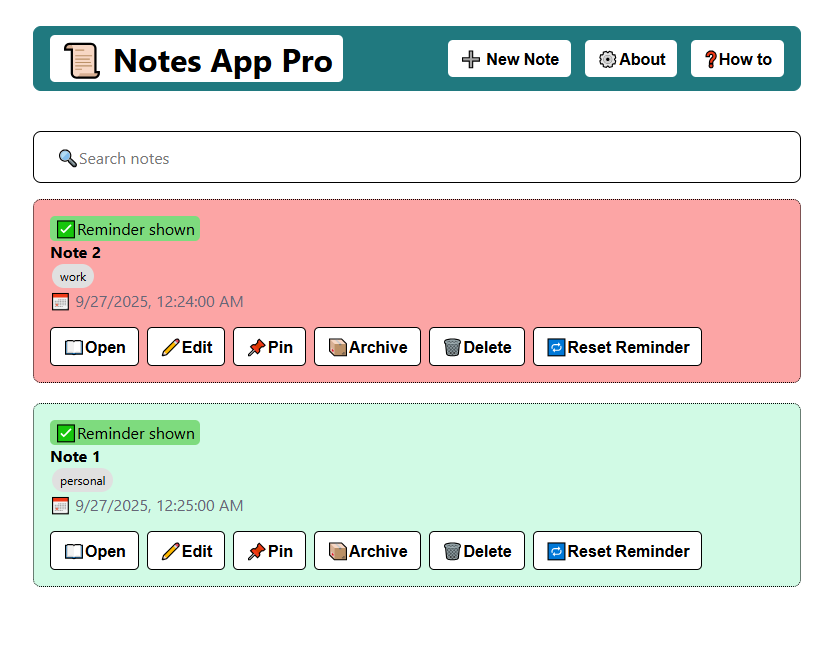 Notes App Pro
New Note
About
How to
Search notes
Reminder shown
Note 2
work
9/27/2025, 12:24:00 AM
Open Edit Pin Archive Delete Reset Reminder
Reminder shown
Note 1
personal
9/27/2025, 12:25:00 AM
Open Edit Pin Archive Delete Reset Reminder